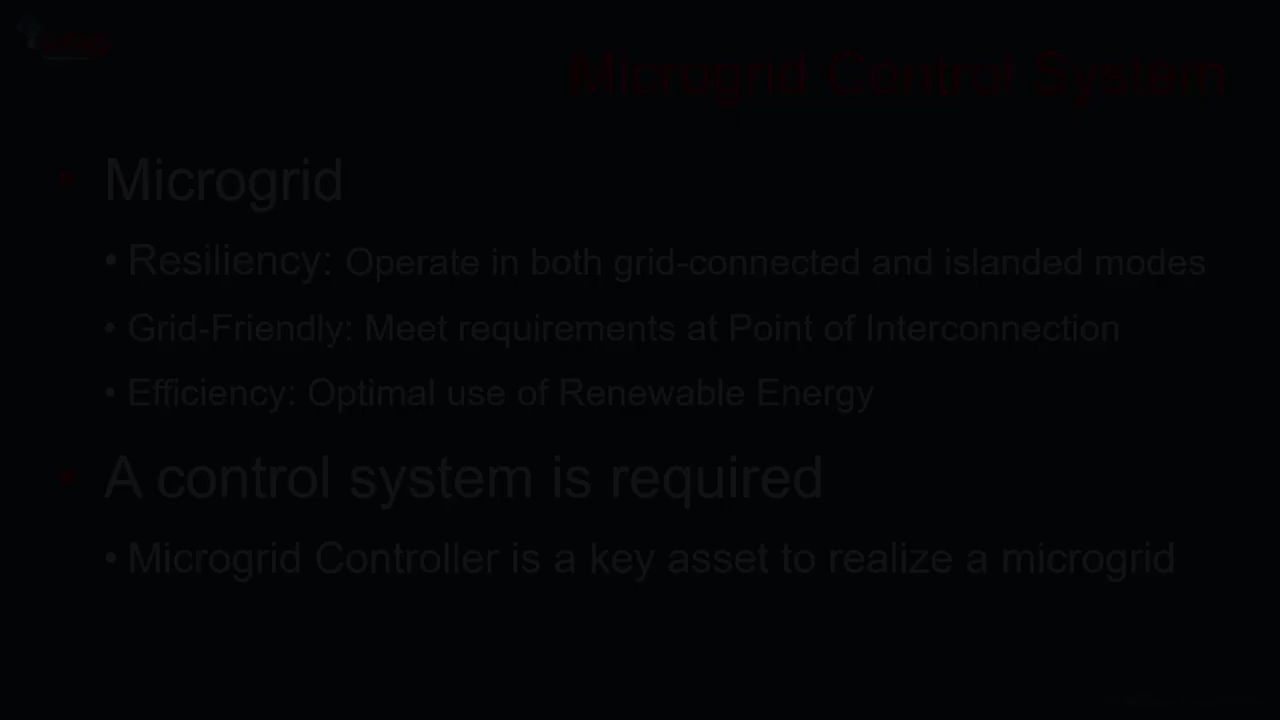 Microgrid Control System
• Microgrid
• Resiliency: Operate in both grid-connected and islanded modes
• Grid-Friendly: Meet requirements at Point of Interconnection
• Efficiency: Optimal use of Renewable Energy
• A control system is required
• Microgrid Controller is a key asset to realize a microgrid